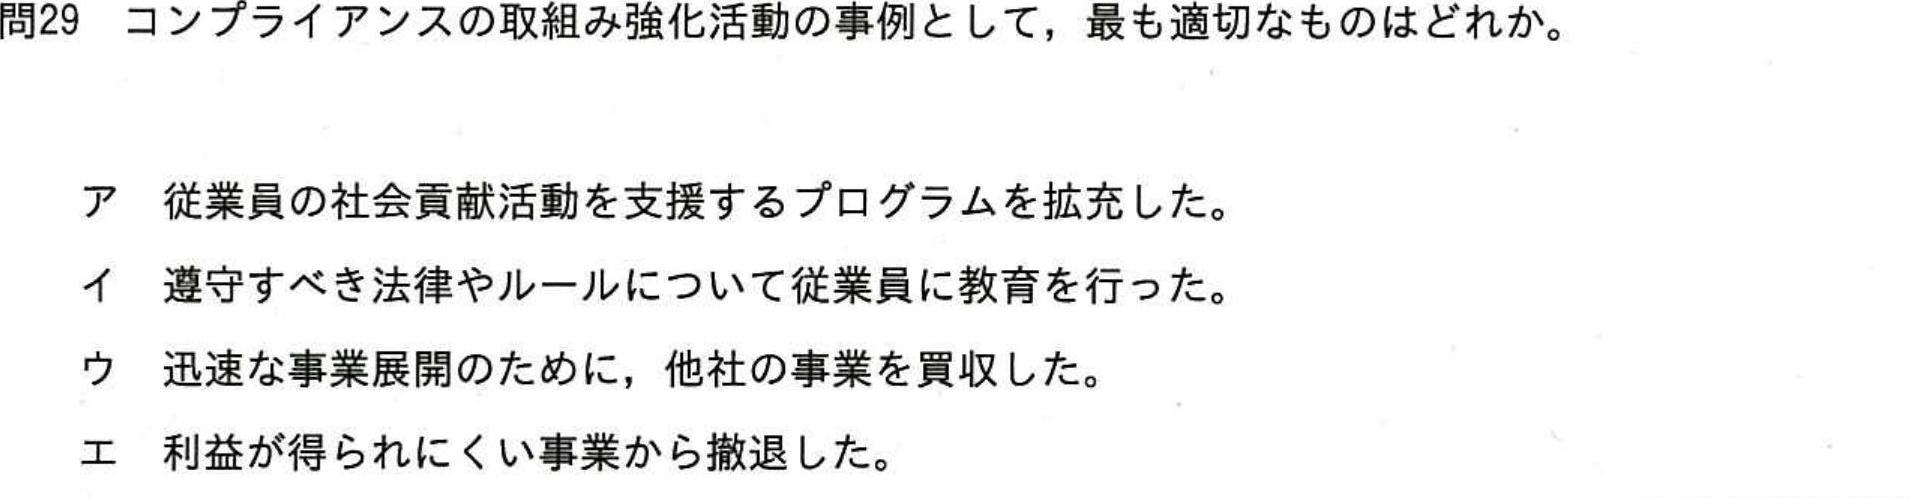 問29　コンプライアンスの取組み強化活動の事例として，最も適切なものはどれか。
ア　従業員の社会貢献活動を支援するプログラムを拡充した。
イ　遵守すべき法律やルールについて従業員に教育を行った。
ウ　迅速な事業展開のために，他社の事業を買収した。
エ　利益が得られにくい事業から撤退した。